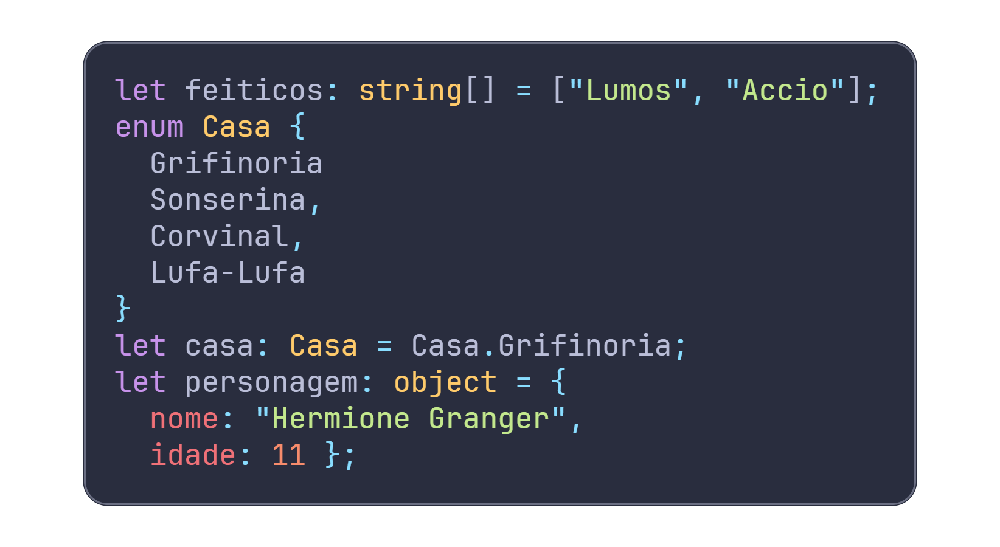 let feiticos: string[] = ["Lumos", "Accio"];
enum Casa {
  Grifinoria
  Sonserina,
  Corvinal,
  Lufa-Lufa
}
let casa: Casa = Casa.Grifinoria;
let personagem: object = {
  nome: "Hermione Granger",
  idade: 11 };